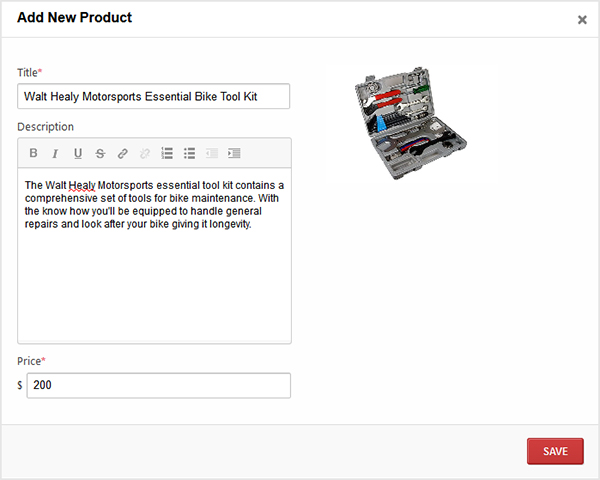 Add New Product
×
Title*
Walt Healy Motorsports Essential Bike Tool Kit
Description
B I U S
The Walt Healy Motorsports essential tool kit contains a
comprehensive set of tools for bike maintenance. With
the know how you'll be equipped to handle general
repairs and look after your bike giving it longevity.
Price*
$ 200
SAVE